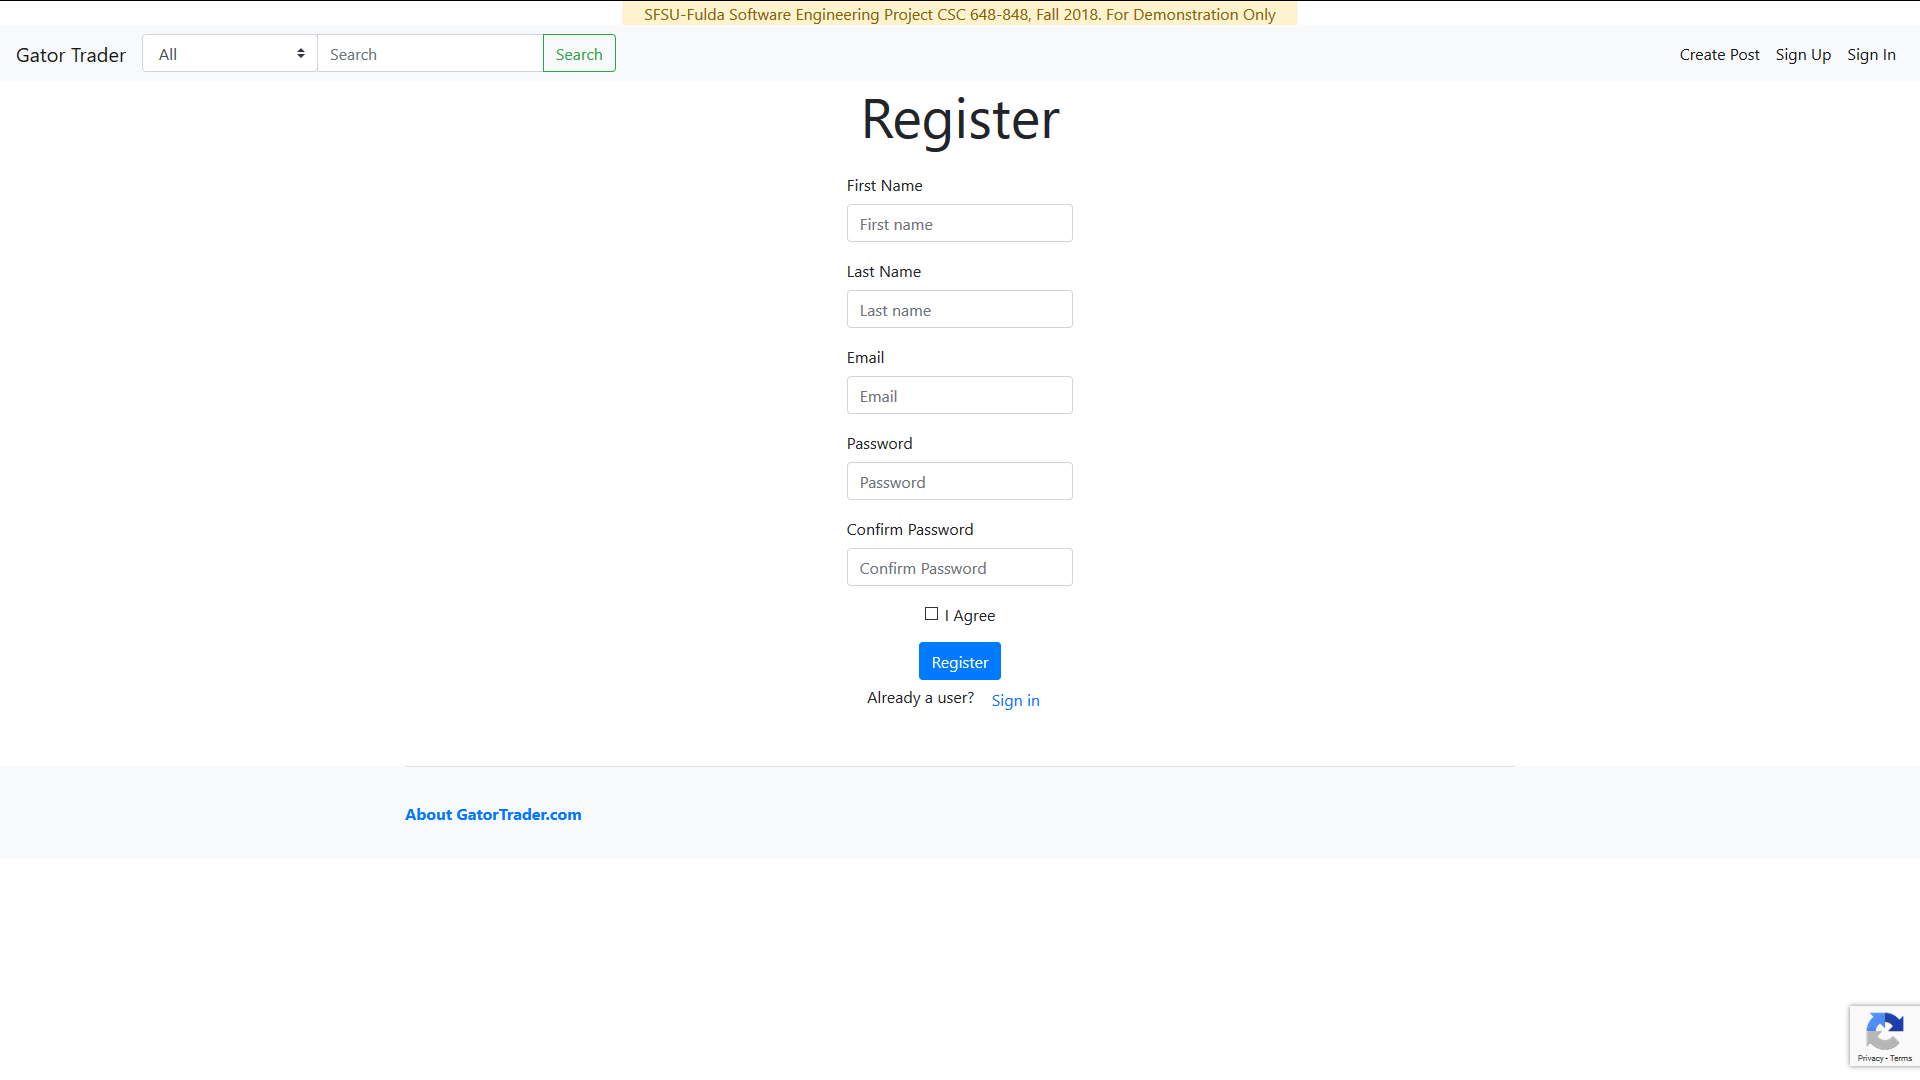 SFSU-Fulda Software Engineering Project CSC 648-848, Fall 2018. For Demonstration Only
Gator Trader All Search Search Create Post Sign Up Sign In
Register
First Name
First name
Last Name
Last name
Email
Email
Password
Password
Confirm Password
Confirm Password
I Agree
Register
Already a user? Sign in
About GatorTrader.com
Privacy - Terms